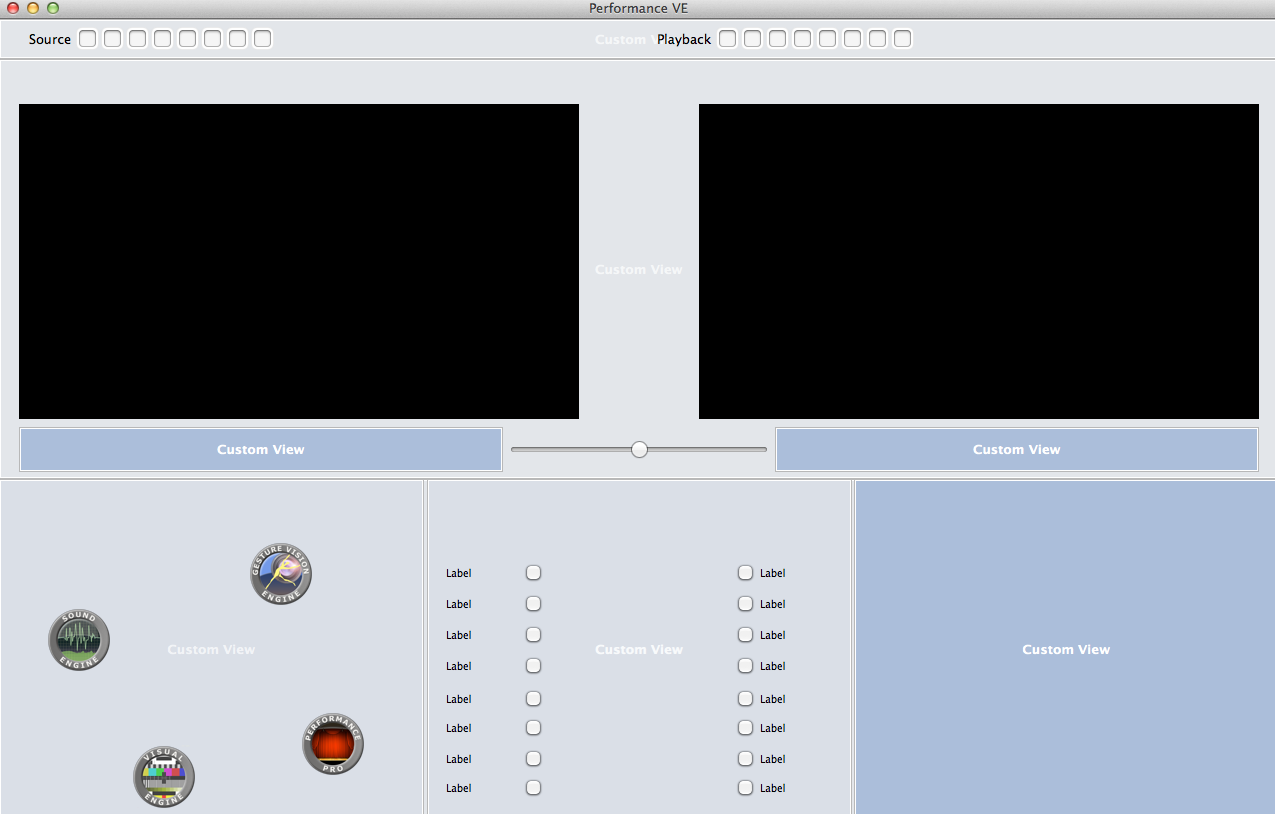 Performance VE
Source Custom V Playback
Custom View
Custom View Custom View
GESTURE VISION ENGINE
SOUND ENGINE
Custom View
PERFORMANCE PRO
VISUAL ENGINE
Label Label
Label Label
Label Label
Custom View
Label Label
Label Label
Label Label
Label Label
Label Label
Custom View